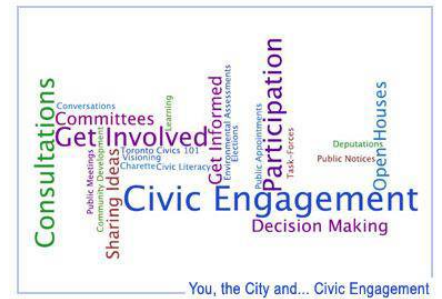 Consultations
Conversations
Committees
Learning
Get Involved
Public Meetings
Community Development
Sharing Ideas
Toronto Civics 101
Visioning
Charette
Civic Literacy
Get Informed
Environmental Assessments
Elections
Public Appointments
Participation
Task-Forces
Deputations
Public Notices
Open Houses
Civic Engagement
Decision Making
You, the City and... Civic Engagement